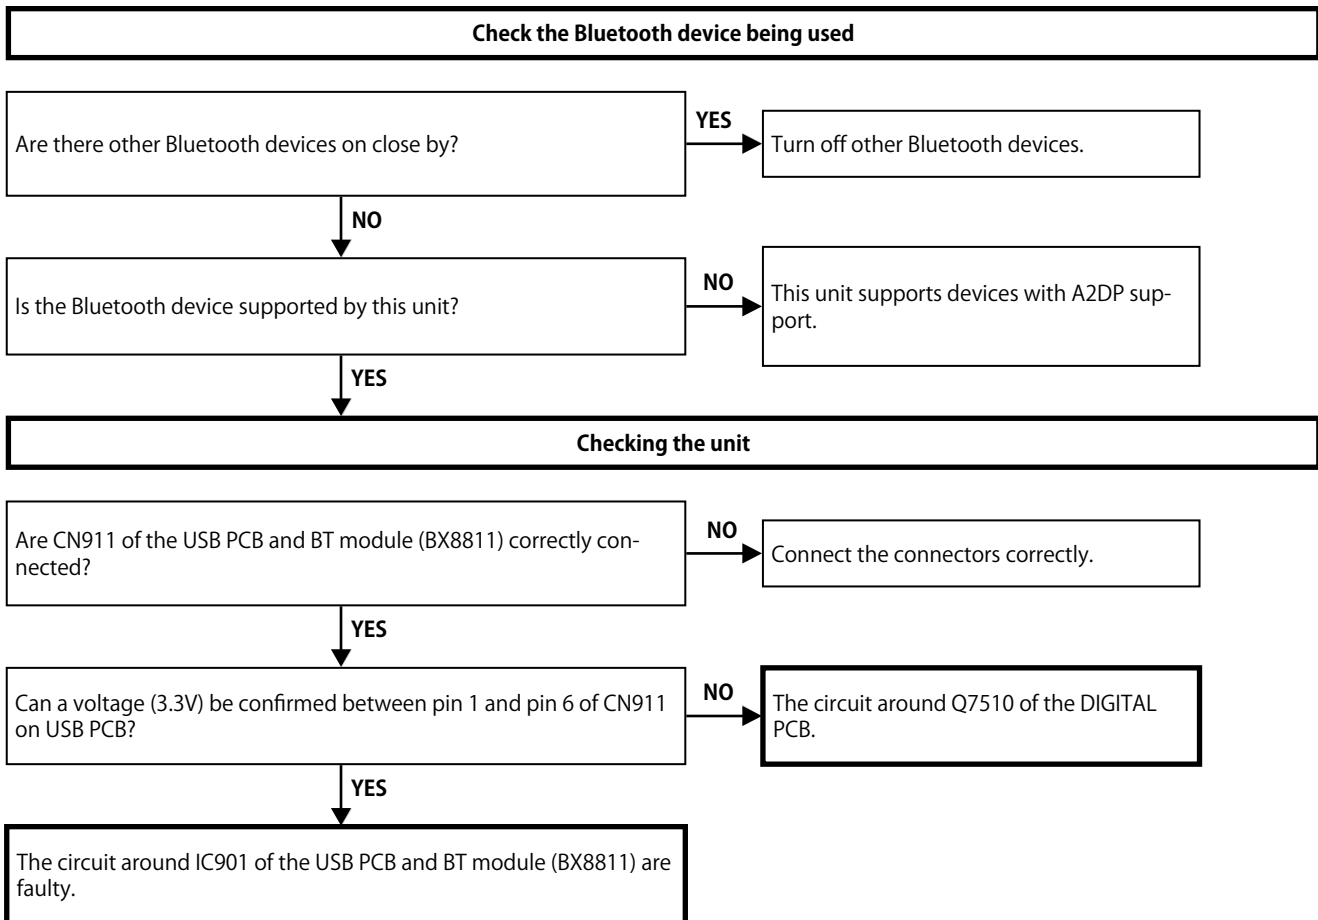 Check the Bluetooth device being used
Are there other Bluetooth devices on close by?
YES
Turn off other Bluetooth devices.
NO
Is the Bluetooth device supported by this unit?
NO
This unit supports devices with A2DP sup-
port.
YES
Checking the unit
Are CN911 of the USB PCB and BT module (BX8811) correctly con-
nected?
NO
Connect the connectors correctly.
YES
Can a voltage (3.3V) be confirmed between pin 1 and pin 6 of CN911
on USB PCB?
NO
The circuit around Q7510 of the DIGITAL
PCB.
YES
The circuit around IC901 of the USB PCB and BT module (BX8811) are
faulty.